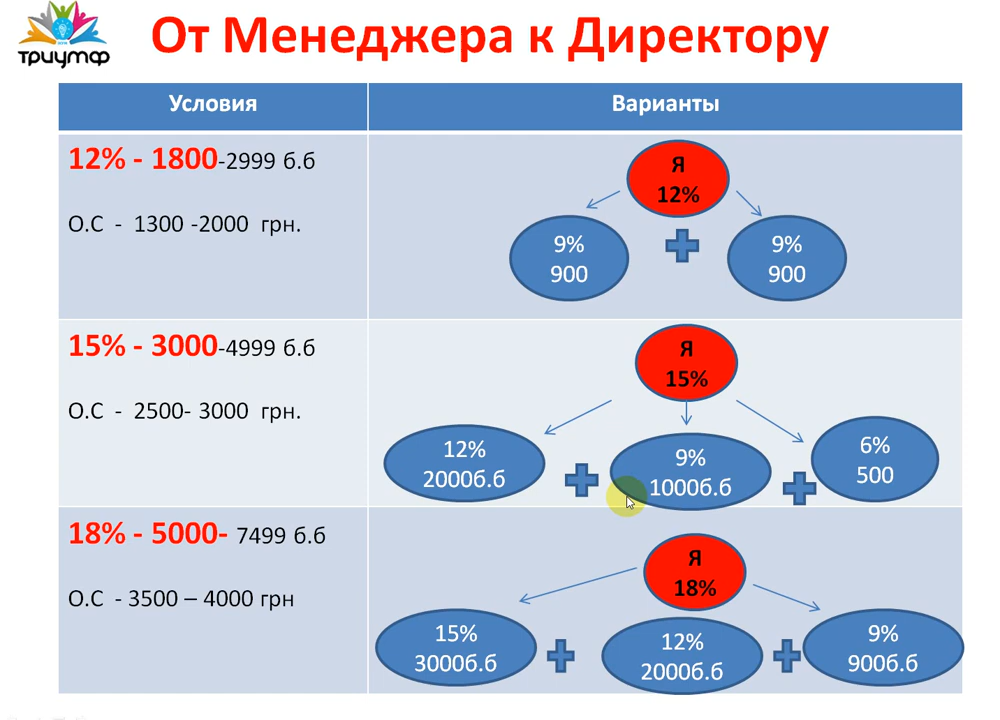 триумф
От Менеджера к Директору
Условия
Варианты
12% - 1800-2999 б.б
О.С - 1300 -2000 грн.
Я
12%
9%
900
9%
900
15% - 3000-4999 б.б
О.С - 2500- 3000 грн.
Я
15%
12%
2000б.б
9%
1000б.б
6%
500
18% - 5000- 7499 б.б
О.С - 3500 – 4000 грн
Я
18%
15%
3000б.б
12%
2000б.б
9%
900б.б